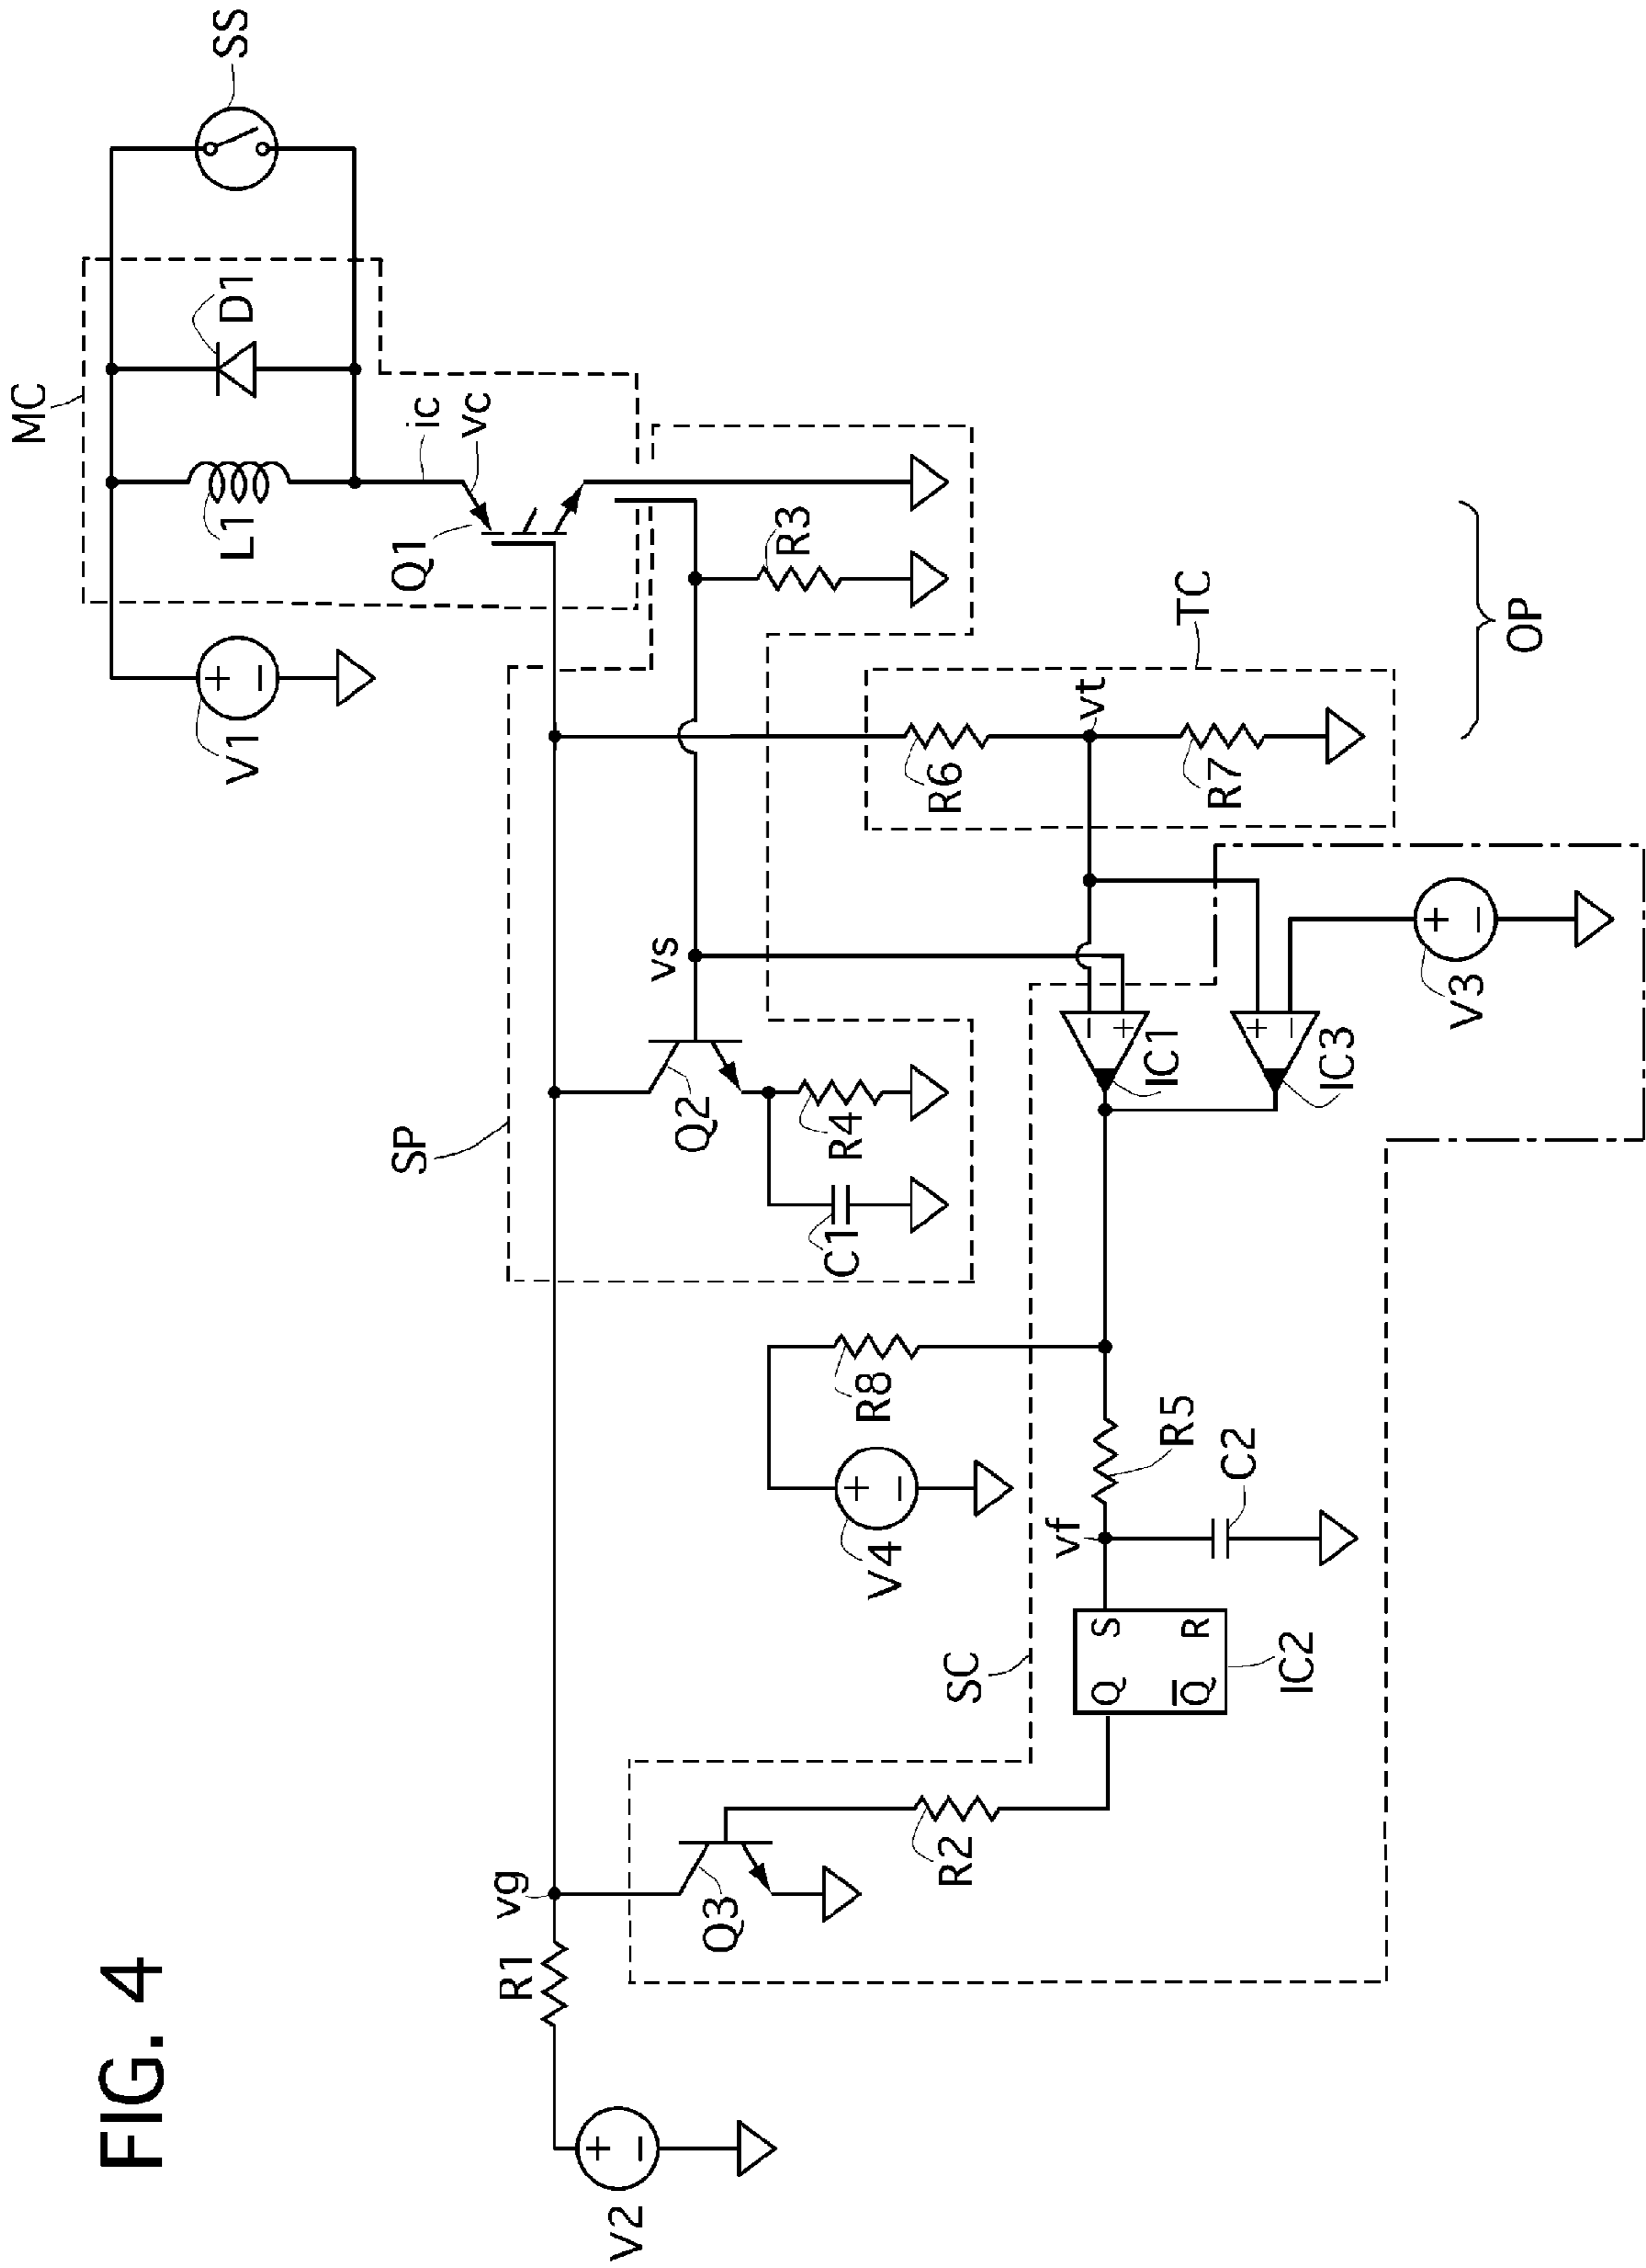 FIG. 4
MC
SS
D1
L1
ic
vc
Q1
V1
+
−
SP
vs
Q2
R3
R4
C1
vg
R1
V2
+
−
Q3
R2
SC
V4
+
−
R8
R6
vt
R7
TC
OP
−
+
IC1
+
−
IC3
V3
+
−
R5
vf
C2
Q S
Q̅ R
IC2